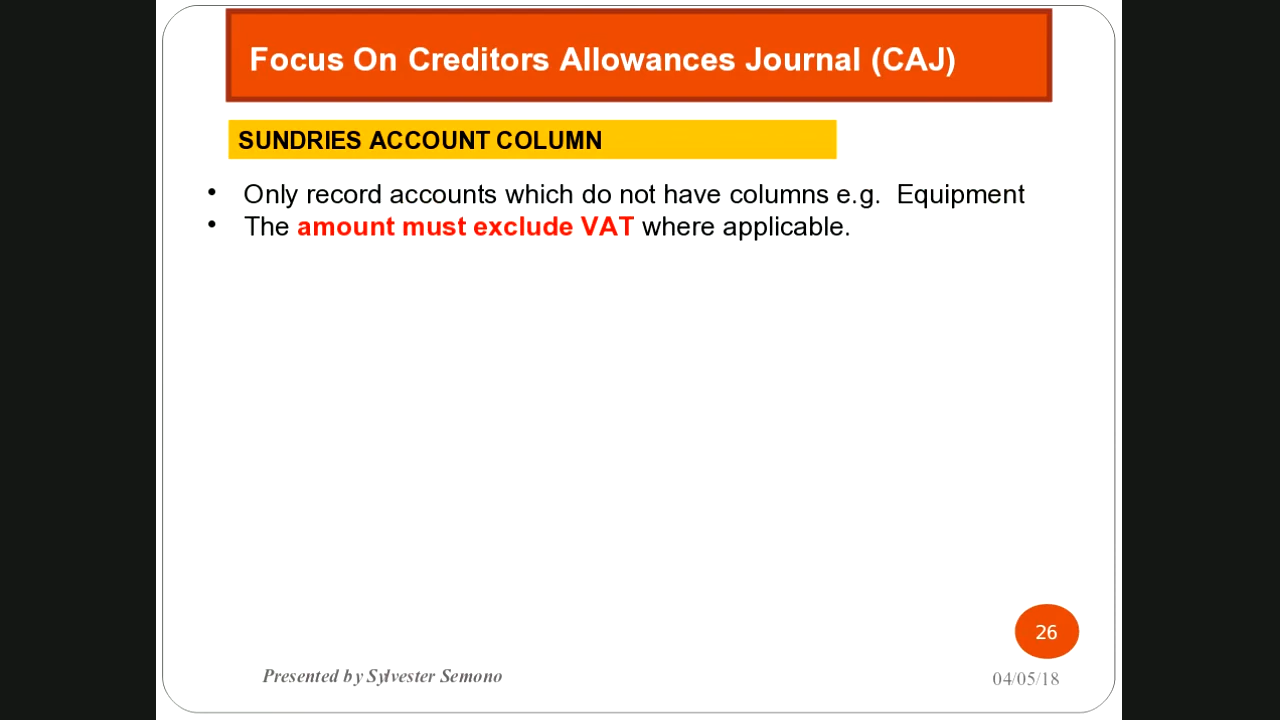 Focus On Creditors Allowances Journal (CAJ)
SUNDRIES ACCOUNT COLUMN
• Only record accounts which do not have columns e.g. Equipment
• The amount must exclude VAT where applicable.
26
Presented by Sylvester Semono
04/05/18